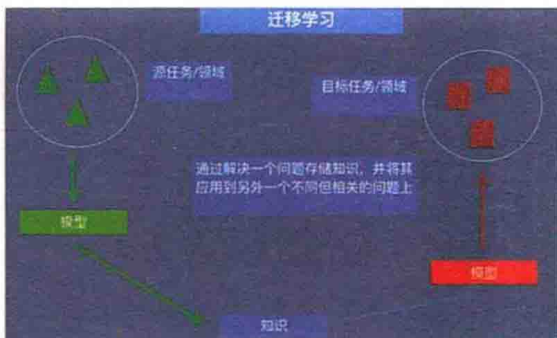 迁移学习
源任务/领域
目标任务/领域
通过解决一个问题存储知识，并将其
应用到另外一个不同但相关的问题上
模型
模型
知识